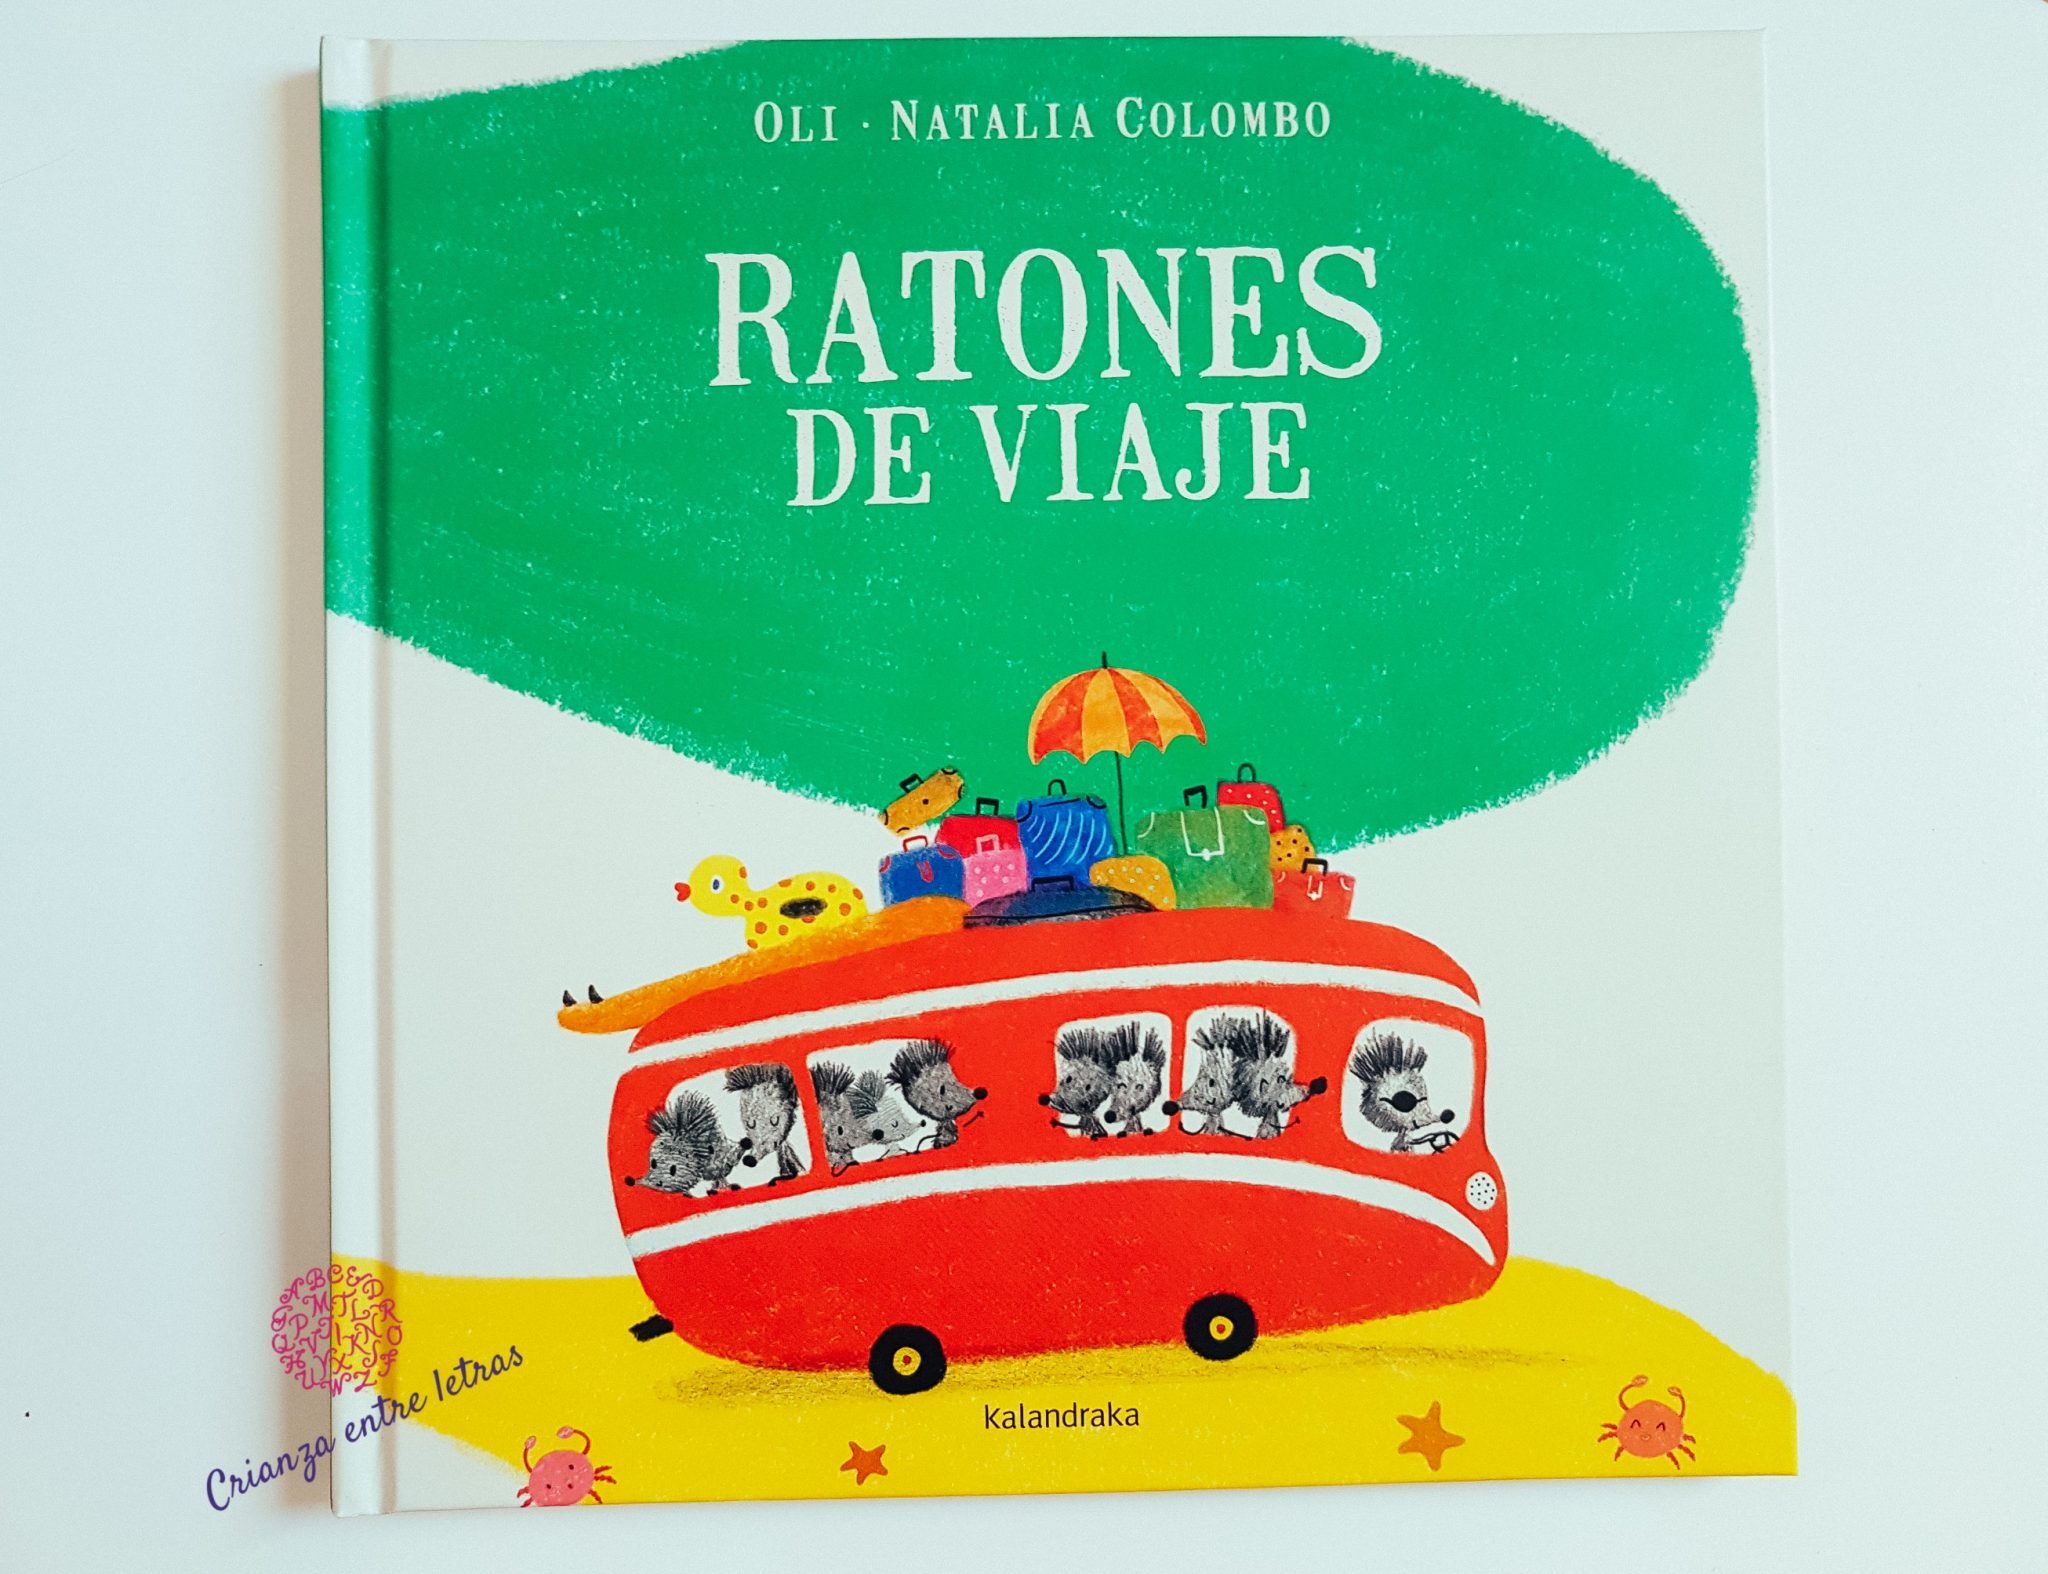 OLI · NATALIA COLOMBO
RATONES
DE VIAJE
kalandraka
Crianza entre letras